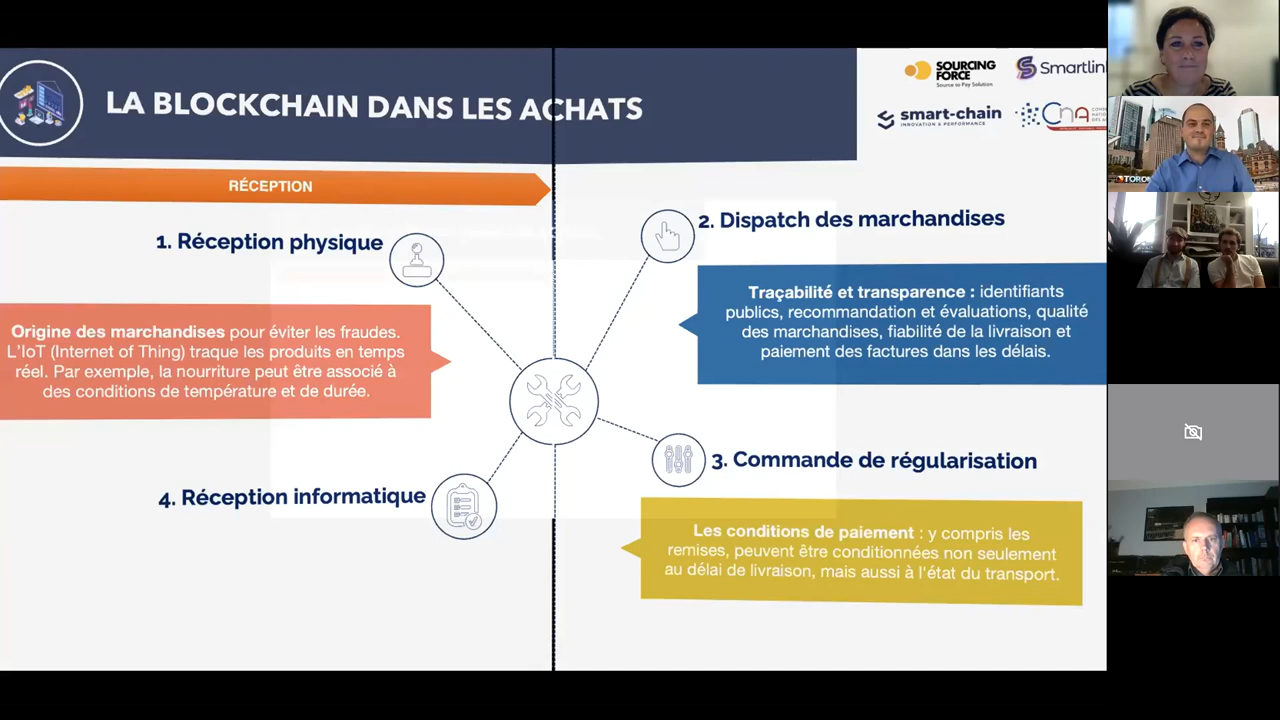 LA BLOCKCHAIN DANS LES ACHATS
SOURCING
FORCE
Source to Pay Solution
Smartlin
smart-chain
INNOVATION & PERFORMANCE
CNA
RÉCEPTION
1. Réception physique
2. Dispatch des marchandises
Origine des marchandises pour éviter les fraudes.
L'IoT (Internet of Thing) traque les produits en temps
réel. Par exemple, la nourriture peut être associé à
des conditions de température et de durée.
Traçabilité et transparence : identifiants
publics, recommandation et évaluations, qualité
des marchandises, fiabilité de la livraison et
paiement des factures dans les délais.
3. Commande de régularisation
4. Réception informatique
Les conditions de paiement : y compris les
remises, peuvent être conditionnées non seulement
au délai de livraison, mais aussi à l'état du transport.